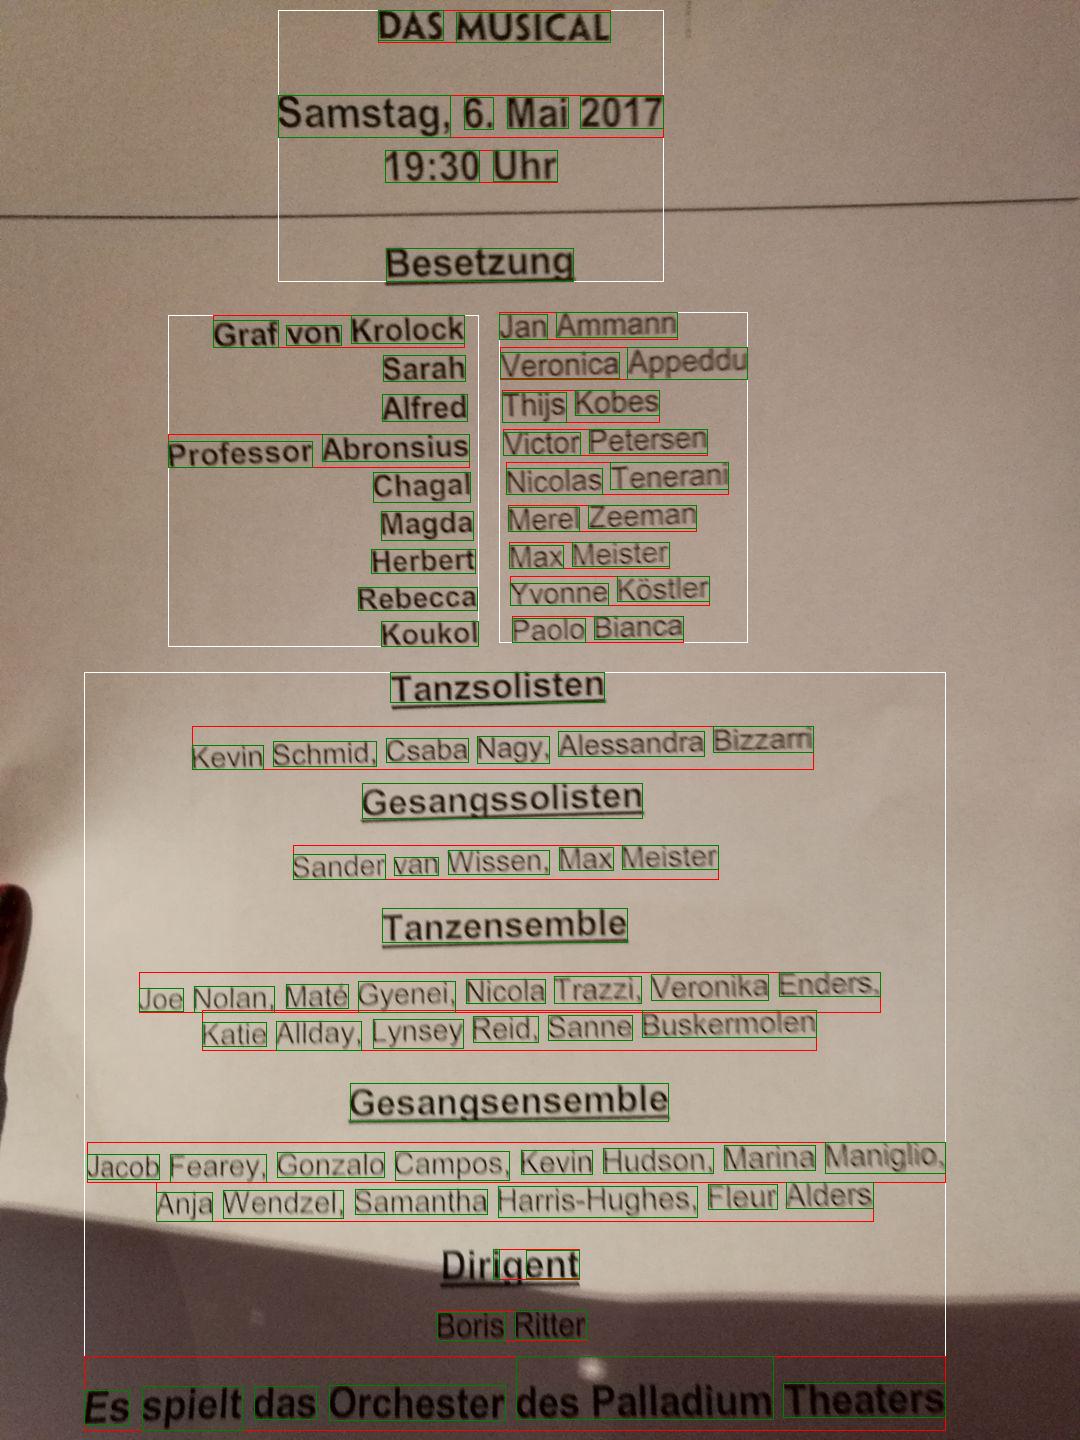 DAS MUSICAL
Samstag, 6. Mai 2017
19:30 Uhr
Besetzung
Graf von Krolock Jan Ammann
Sarah Veronica Appeddu
Alfred Thijs Kobes
Professor Abronsius Victor Petersen
Chagal Nicolas Tenerani
Magda Merel Zeeman
Herbert Max Meister
Rebecca Yvonne Köstler
Koukol Paolo Bianca
Tanzsolisten
Kevin Schmid, Csaba Nagy, Alessandra Bizzarri
Gesangssolisten
Sander van Wissen, Max Meister
Tanzensemble
Joe Nolan, Maté Gyenei, Nicola Trazzi, Veronika Enders,
Katie Allday, Lynsey Reid, Sanne Buskermolen
Gesangsensemble
Jacob Fearey, Gonzalo Campos, Kevin Hudson, Marina Maniglio,
Anja Wendzel, Samantha Harris-Hughes, Fleur Alders
Dirigent
Boris Ritter
Es spielt das Orchester des Palladium Theaters